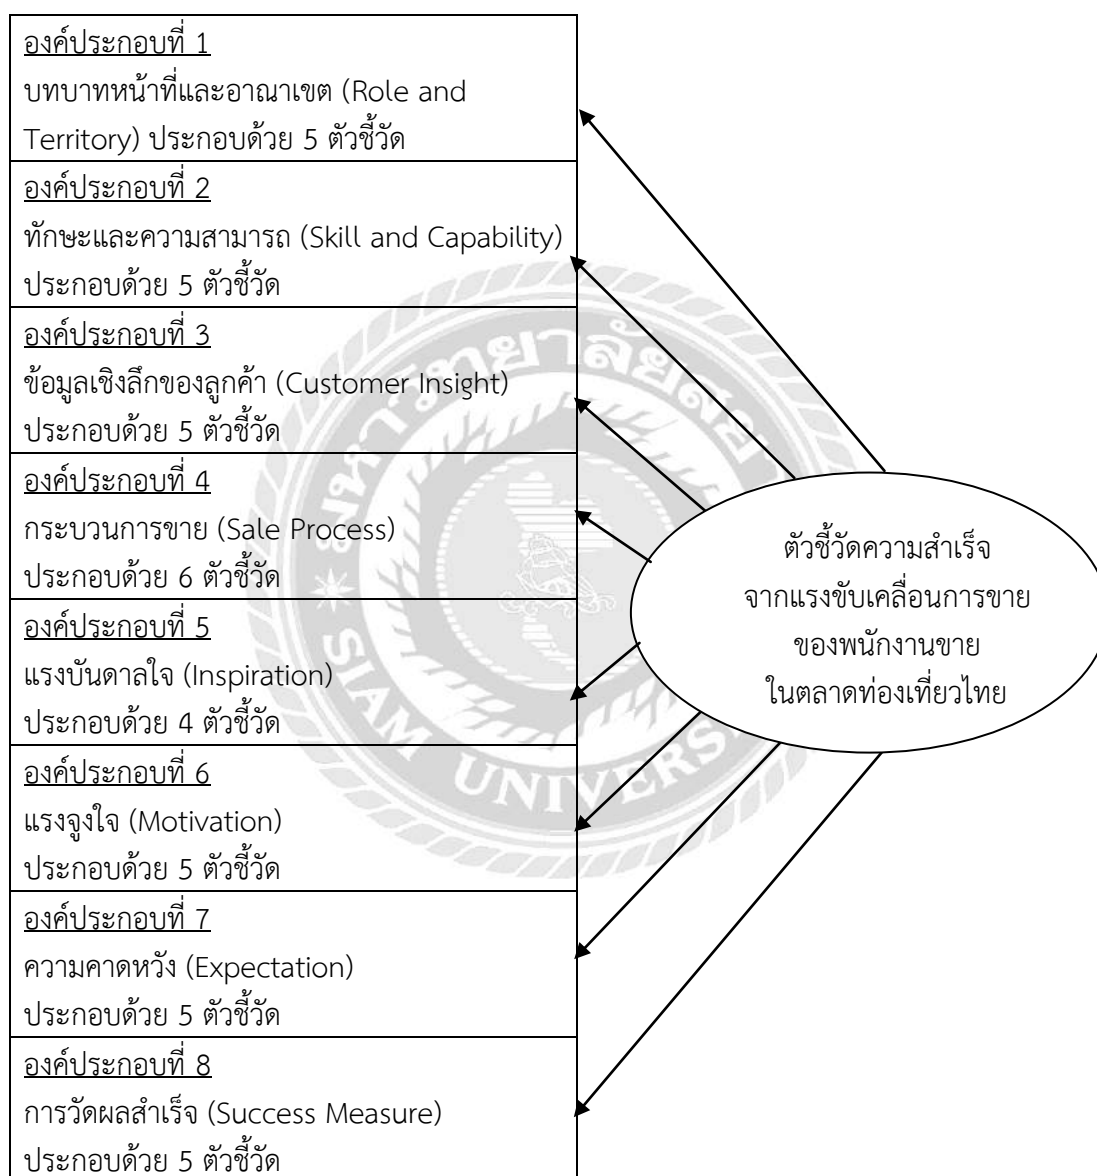 องค์ประกอบที่ 1
บทบาทหน้าที่และอาณาเขต (Role and
Territory) ประกอบด้วย 5 ตัวชี้วัด
องค์ประกอบที่ 2
ทักษะและความสามารถ (Skill and Capability)
ประกอบด้วย 5 ตัวชี้วัด
องค์ประกอบที่ 3
ข้อมูลเชิงลึกของลูกค้า (Customer Insight)
ประกอบด้วย 5 ตัวชี้วัด
องค์ประกอบที่ 4
กระบวนการขาย (Sale Process)
ประกอบด้วย 6 ตัวชี้วัด
องค์ประกอบที่ 5
แรงบันดาลใจ (Inspiration)
ประกอบด้วย 4 ตัวชี้วัด
องค์ประกอบที่ 6
แรงจูงใจ (Motivation)
ประกอบด้วย 5 ตัวชี้วัด
องค์ประกอบที่ 7
ความคาดหวัง (Expectation)
ประกอบด้วย 5 ตัวชี้วัด
องค์ประกอบที่ 8
การวัดผลสำเร็จ (Success Measure)
ประกอบด้วย 5 ตัวชี้วัด
ตัวชี้วัดความสำเร็จ
จากแรงขับเคลื่อนการขาย
ของพนักงานขาย
ในตลาดท่องเที่ยวไทย
มหาวิทยาลัยสยาม
SIAM UNIVERSITY